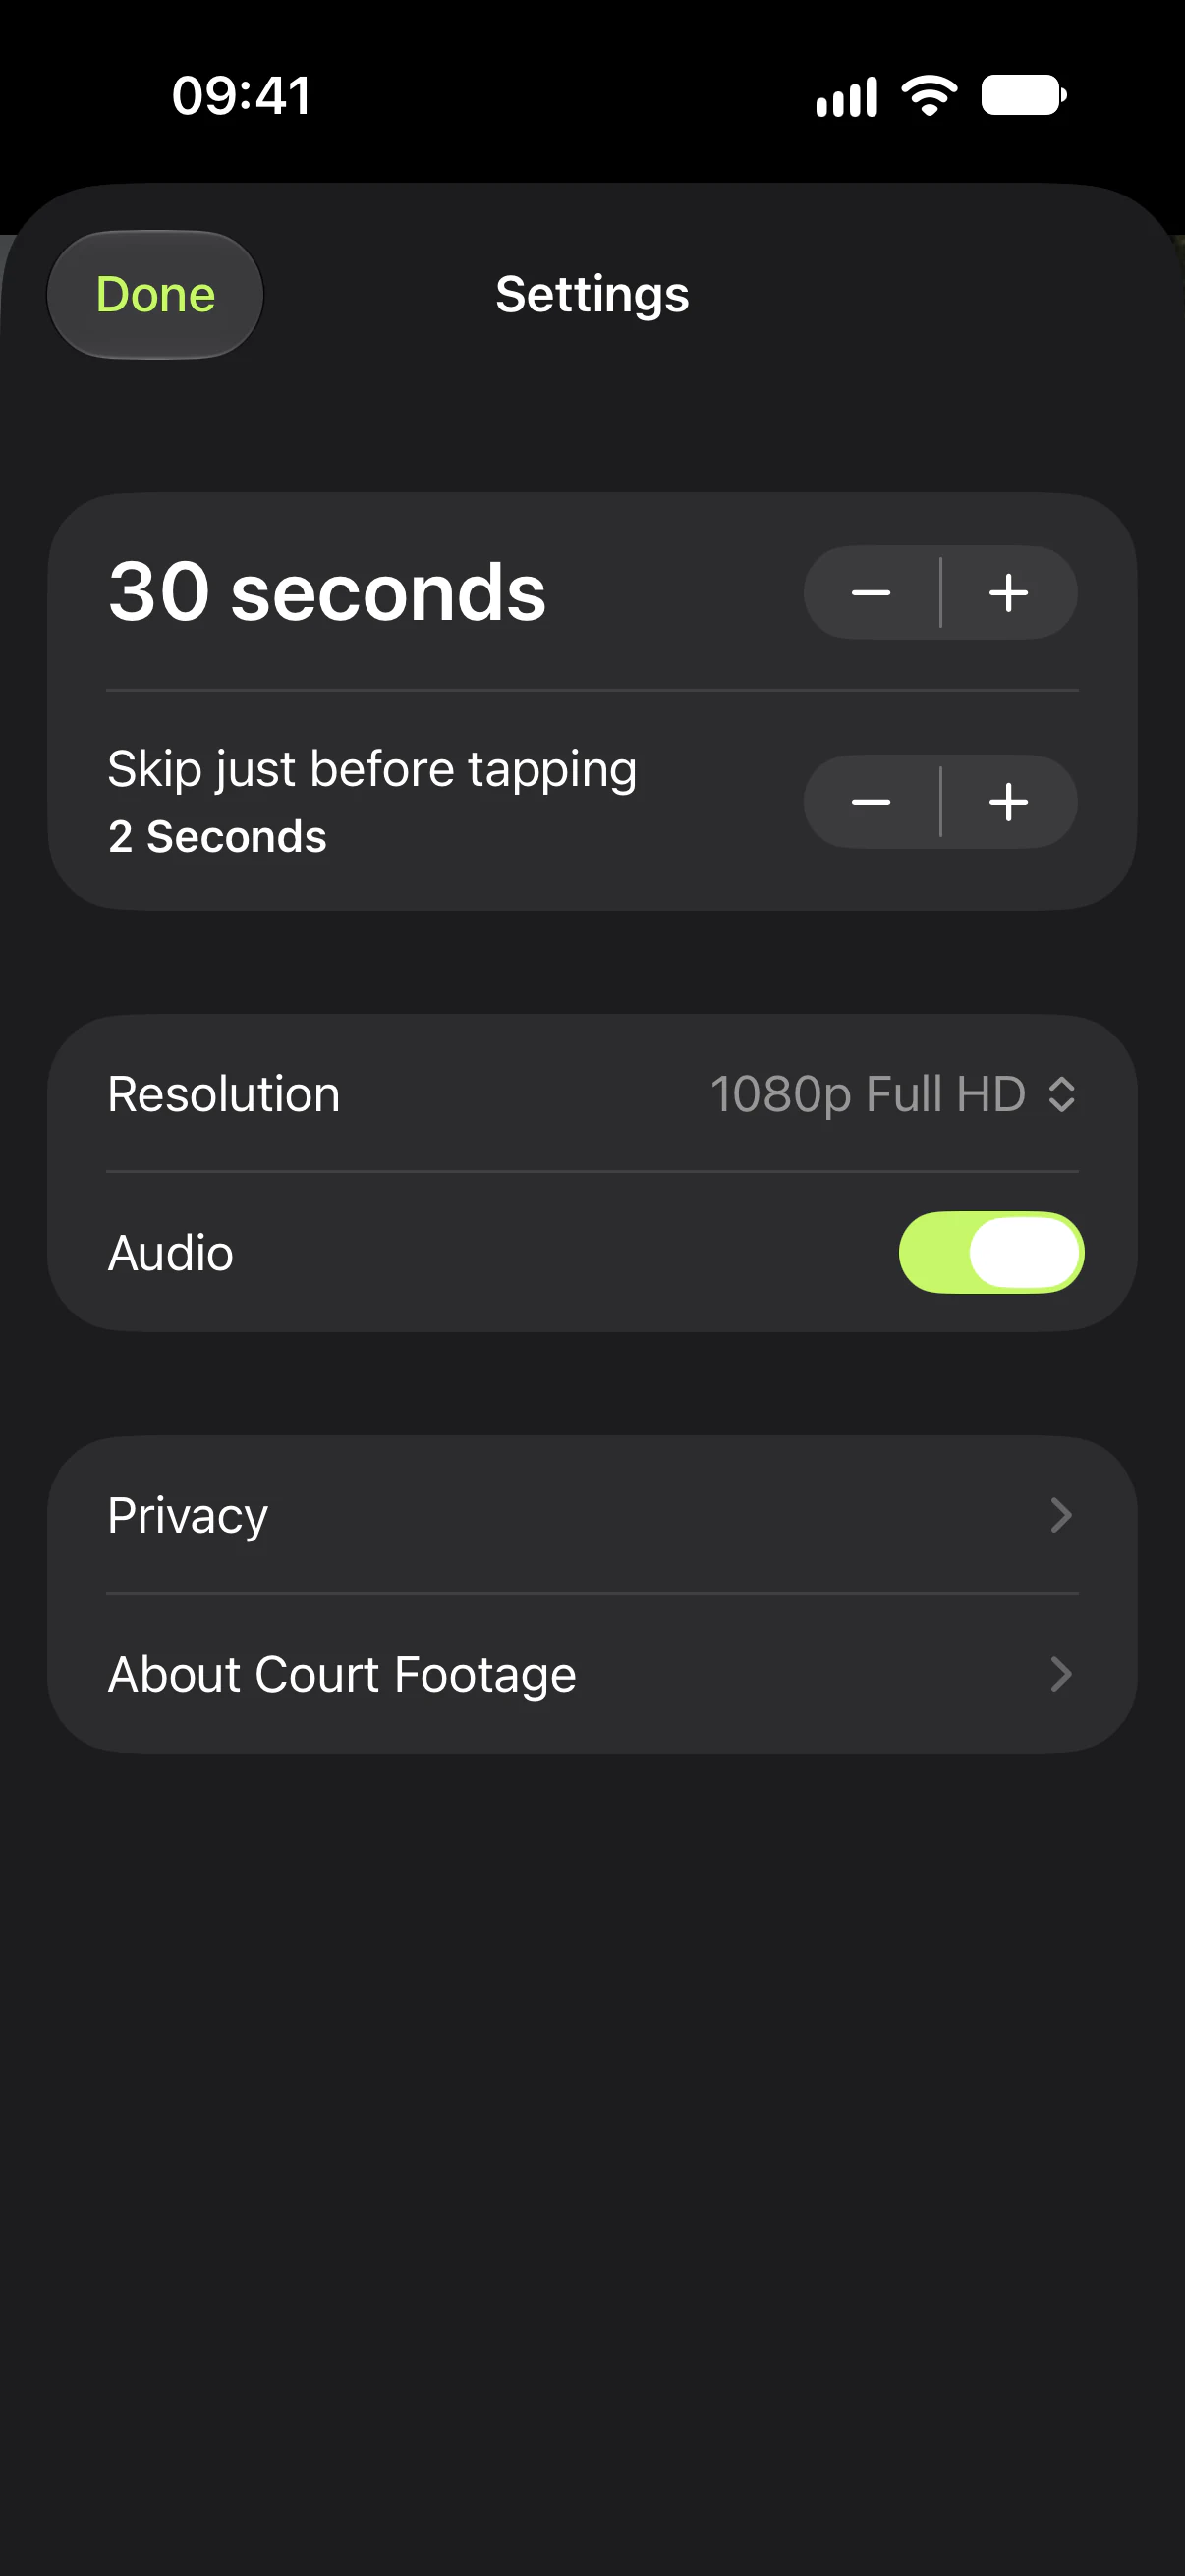 09:41
Done
Settings
30 seconds
Skip just before tapping
2 Seconds
Resolution
1080p Full HD
Audio
Privacy
About Court Footage